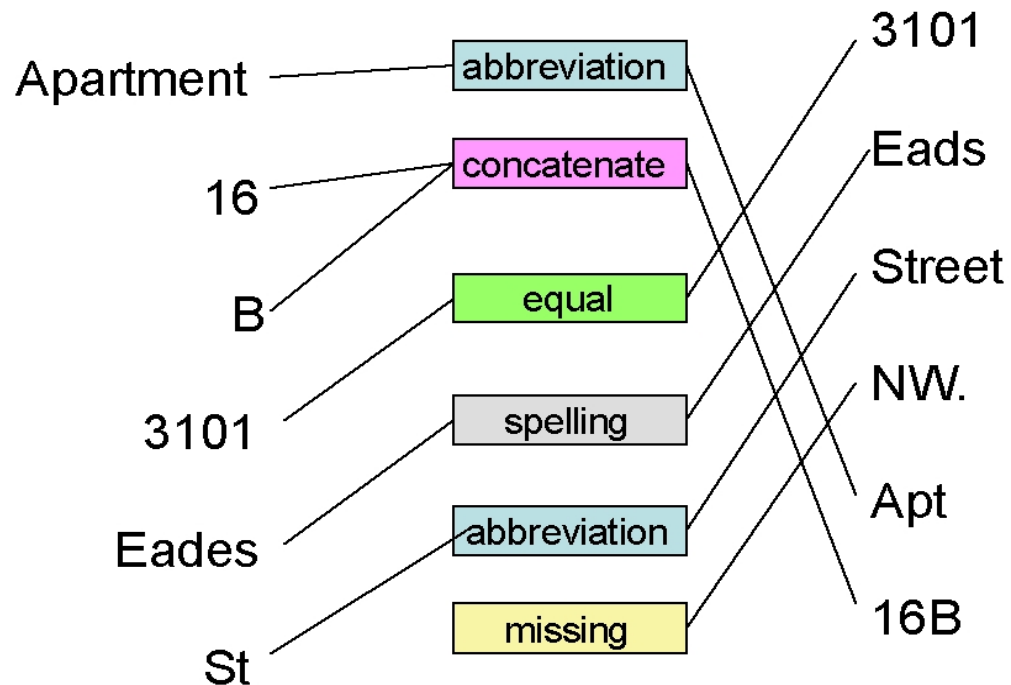 Apartment
16
B
3101
Eades
St
abbreviation
concatenate
equal
spelling
abbreviation
missing
3101
Eads
Street
NW.
Apt
16B